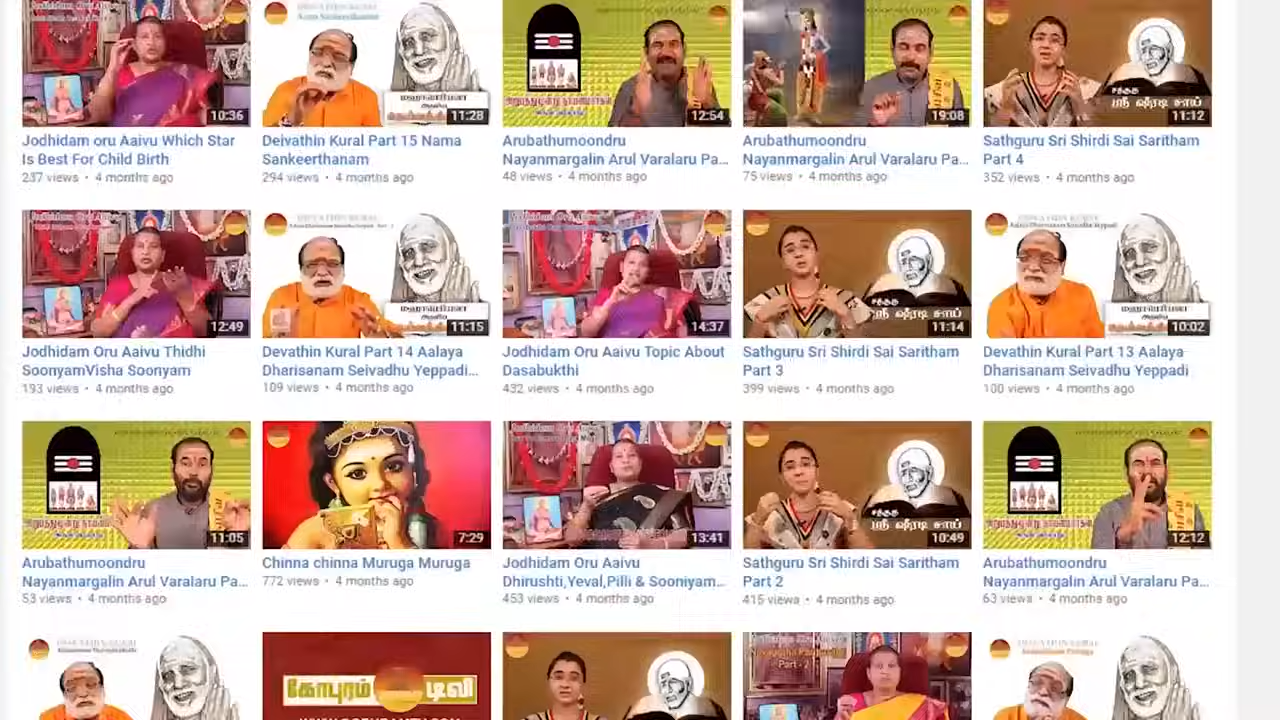 10:36
11:28
12:54
19:08
11:12
மஹா பெரியவா
அருளிய
சத்குரு
ஸ்ரீ ஷீரடி சாய்
Jodhidam oru Aaivu Which Star
Is Best For Child Birth
237 views • 4 months ago
Deivathin Kural Part 15 Nama
Sankeerthanam
294 views • 4 months ago
Arubathumoondru
Nayanmargalin Arul Varalaru Pa...
48 views • 4 months ago
Arubathumoondru
Nayanmargalin Arul Varalaru Pa...
75 views • 4 months ago
Sathguru Sri Shirdi Sai Saritham
Part 4
352 views • 4 months ago
12:49
11:15
14:37
11:14
10:02
Jodhidam Oru Aaivu Thidhi
SoonyamVisha Soonyam
193 views • 4 months ago
Devathin Kural Part 14 Aalaya
Dharisanam Seivadhu Yeppadi...
109 views • 4 months ago
Jodhidam Oru Aaivu Topic About
Dasabukthi
432 views • 4 months ago
Sathguru Sri Shirdi Sai Saritham
Part 3
399 views • 4 months ago
Devathin Kural Part 13 Aalaya
Dharisanam Seivadhu Yeppadi
100 views • 4 months ago
11:05
7:29
13:41
10:49
12:12
Arubathumoondru
Nayanmargalin Arul Varalaru Pa...
53 views • 4 months ago
Chinna chinna Muruga Muruga
772 views • 4 months ago
Jodhidam Oru Aaivu
Dhirushti,Yeval,Pilli & Sooniyam...
453 views • 4 months ago
Sathguru Sri Shirdi Sai Saritham
Part 2
415 views • 4 months ago
Arubathumoondru
Nayanmargalin Arul Varalaru Pa...
63 views • 4 months ago
கோபுரம் டிவி
Part - 2